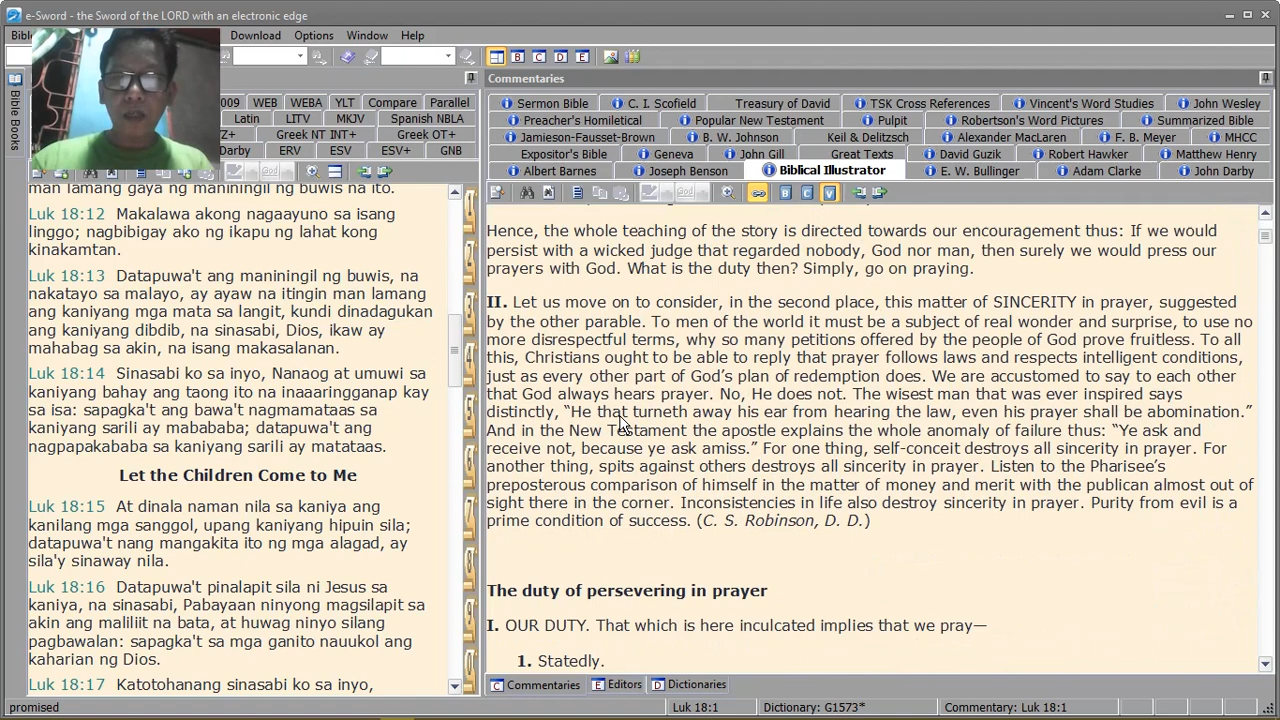 e-Sword - the Sword of the LORD with an electronic edge
Download Options Window Help
Bible Books
2009 WEB WEBA YLT Compare Parallel
Latin LITV MKJV Spanish NBLA
Greek NT INT+ Greek OT+
Darby ERV ESV ESV+ GNB
man lamang gaya ng maniningil ng buwis na ito.
Luk 18:12 Makalawa akong nagaayuno sa isang
linggo; nagbibigay ako ng ikapu ng lahat kong
kinakamtan.
Luk 18:13 Datapuwa't ang maniningil ng buwis, na
nakatayo sa malayo, ay ayaw na itingin man lamang
ang kaniyang mga mata sa langit, kundi dinadagukan
ang kaniyang dibdib, na sinasabi, Dios, ikaw ay
mahabag sa akin, na isang makasalanan.
Luk 18:14 Sinasabi ko sa inyo, Nanaog at umuwi sa
kaniyang bahay ang taong ito na inaaringganap kay
sa isa: sapagka't ang bawa't nagmamataas sa
kaniyang sarili ay mabababa; datapuwa't ang
nagpapakababa sa kaniyang sarili ay matataas.
Let the Children Come to Me
Luk 18:15 At dinala naman nila sa kaniya ang
kanilang mga sanggol, upang kaniyang hipuin sila;
datapuwa't nang mangakita ito ng mga alagad, ay
sila'y sinaway nila.
Luk 18:16 Datapuwa't pinalapit sila ni Jesus sa
kaniya, na sinasabi, Pabayaan ninyong magsilapit sa
akin ang maliliit na bata, at huwag ninyo silang
pagbawalan: sapagka't sa mga ganito nauukol ang
kaharian ng Dios.
Luk 18:17 Katotohanang sinasabi ko sa inyo,
Commentaries
Sermon Bible C. I. Scofield Treasury of David TSK Cross References Vincent's Word Studies John Wesley
Preacher's Homiletical Popular New Testament Pulpit Robertson's Word Pictures Summarized Bible
Jamieson-Fausset-Brown B. W. Johnson Keil & Delitzsch Alexander MacLaren F. B. Meyer MHCC
Expositor's Bible Geneva John Gill Great Texts David Guzik Robert Hawker Matthew Henry
Albert Barnes Joseph Benson Biblical Illustrator E. W. Bullinger Adam Clarke John Darby
Hence, the whole teaching of the story is directed towards our encouragement thus: If we would
persist with a wicked judge that regarded nobody, God nor man, then surely we would press our
prayers with God. What is the duty then? Simply, go on praying.
II. Let us move on to consider, in the second place, this matter of SINCERITY in prayer, suggested
by the other parable. To men of the world it must be a subject of real wonder and surprise, to use no
more disrespectful terms, why so many petitions offered by the people of God prove fruitless. To all
this, Christians ought to be able to reply that prayer follows laws and respects intelligent conditions,
just as every other part of God's plan of redemption does. We are accustomed to say to each other
that God always hears prayer. No, He does not. The wisest man that was ever inspired says
distinctly, “He that turneth away his ear from hearing the law, even his prayer shall be abomination.”
And in the New Testament the apostle explains the whole anomaly of failure thus: “Ye ask and
receive not, because ye ask amiss.” For one thing, self-conceit destroys all sincerity in prayer. For
another thing, spits against others destroys all sincerity in prayer. Listen to the Pharisee's
preposterous comparison of himself in the matter of money and merit with the publican almost out of
sight there in the corner. Inconsistencies in life also destroy sincerity in prayer. Purity from evil is a
prime condition of success. (C. S. Robinson, D. D.)
The duty of persevering in prayer
I. OUR DUTY. That which is here inculcated implies that we pray—
1. Statedly.
Commentaries Editors Dictionaries
promised Luk 18:1 Dictionary: G1573* Commentary: Luk 18:1